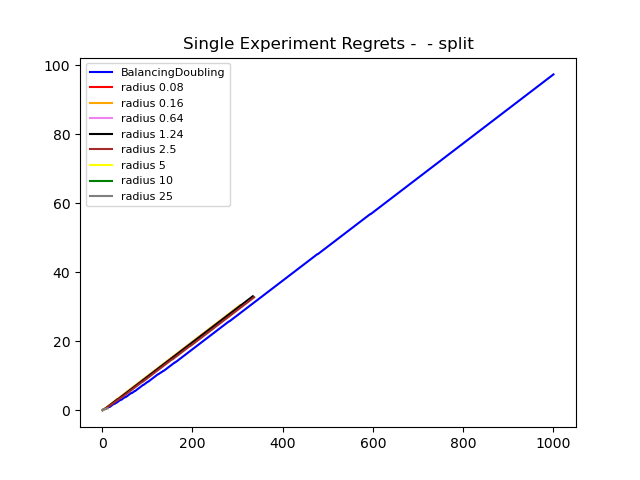 Single Experiment Regrets -  - split
BalancingDoubling
radius 0.08
radius 0.16
radius 0.64
radius 1.24
radius 2.5
radius 5
radius 10
radius 25
100
80
60
40
20
0
0 200 400 600 800 1000